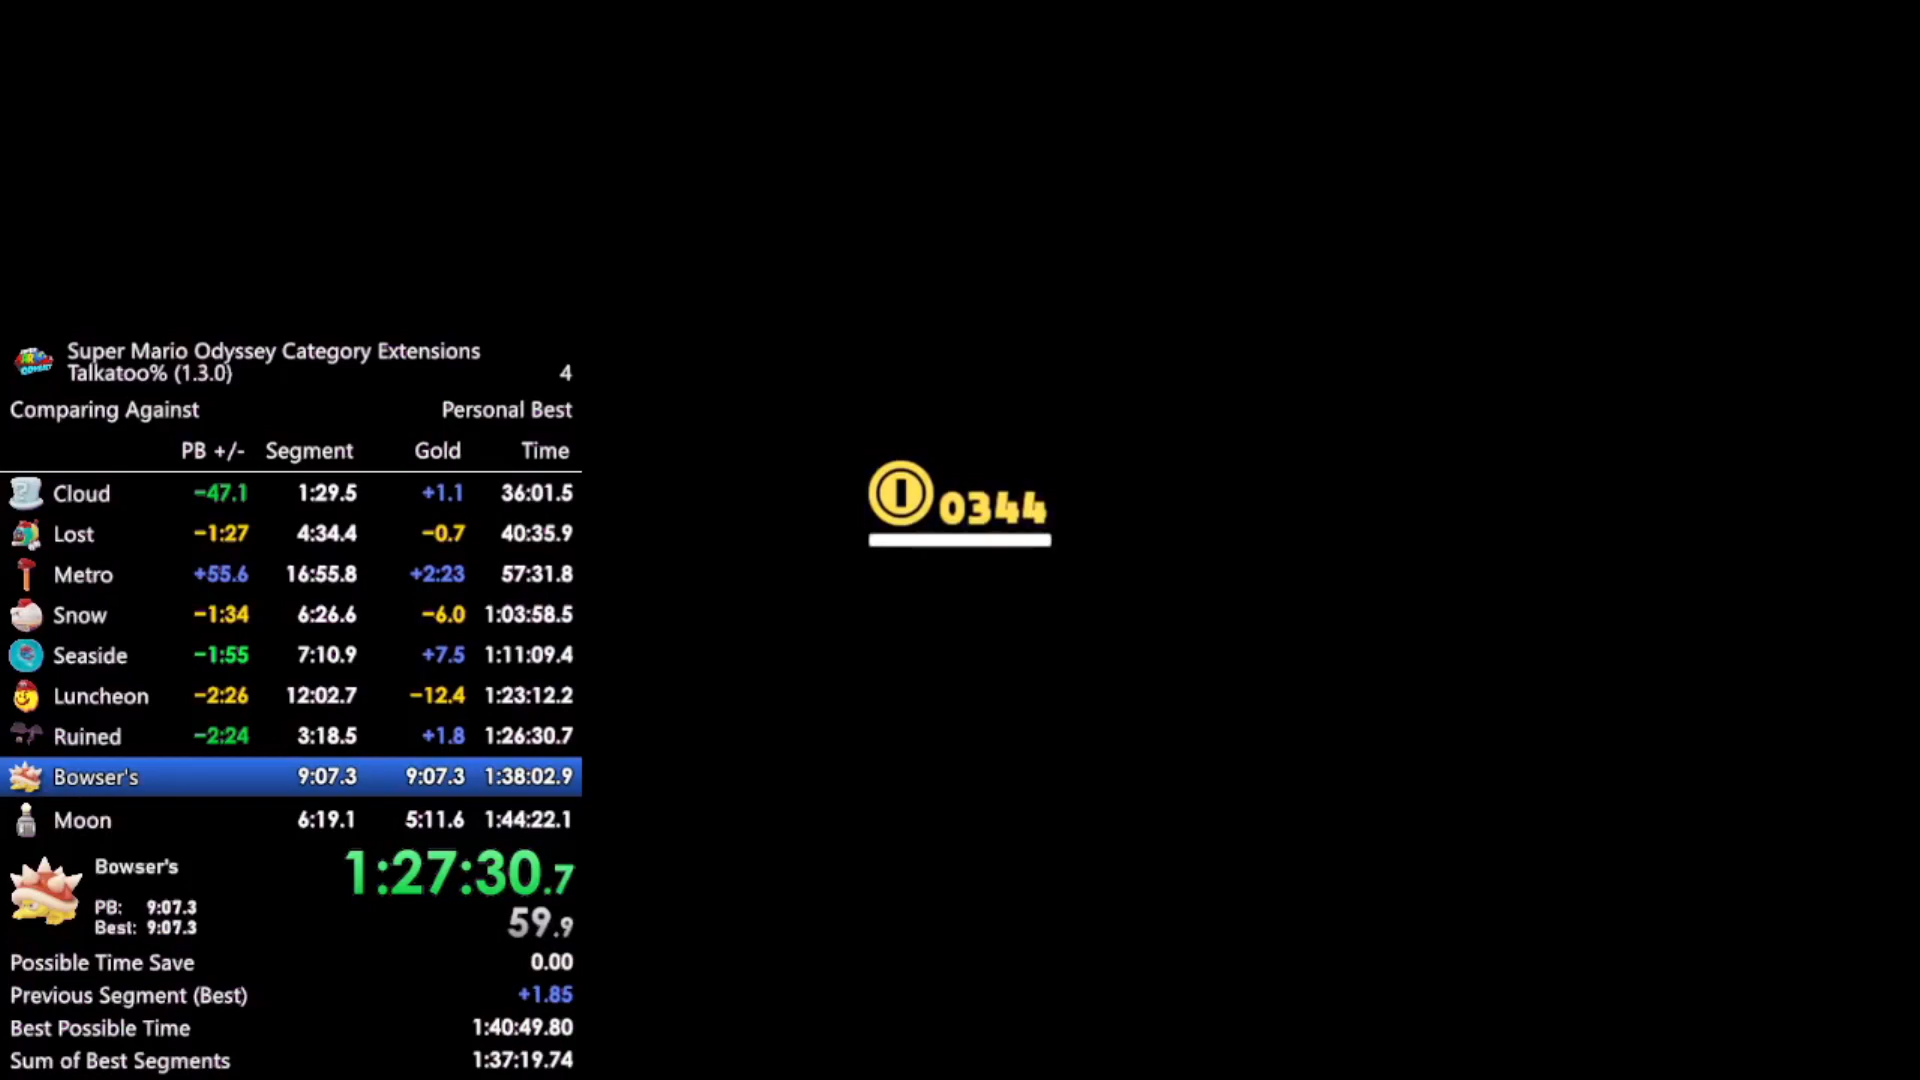 Super Mario Odyssey Category Extensions
Talkatoo% (1.3.0) 4
Comparing Against Personal Best
PB +/- Segment Gold Time
Cloud −47.1 1:29.5 +1.1 36:01.5
Lost −1:27 4:34.4 −0.7 40:35.9
Metro +55.6 16:55.8 +2:23 57:31.8
Snow −1:34 6:26.6 −6.0 1:03:58.5
Seaside −1:55 7:10.9 +7.5 1:11:09.4
Luncheon −2:26 12:02.7 −12.4 1:23:12.2
Ruined −2:24 3:18.5 +1.8 1:26:30.7
Bowser's 9:07.3 9:07.3 1:38:02.9
Moon 6:19.1 5:11.6 1:44:22.1
Bowser's 1:27:30.7
PB: 9:07.3
Best: 9:07.3
59.9
Possible Time Save 0.00
Previous Segment (Best) +1.85
Best Possible Time 1:40:49.80
Sum of Best Segments 1:37:19.74
0344